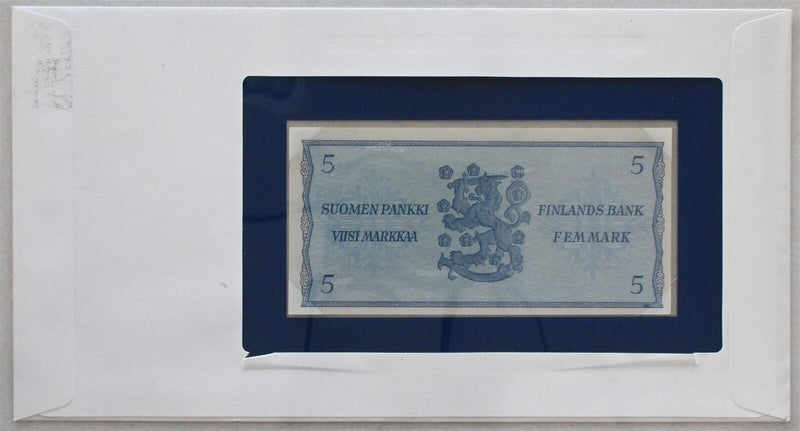 5 5
SUOMEN PANKKI FINLANDS BANK
VIISI MARKKAA FEM MARK
5 5